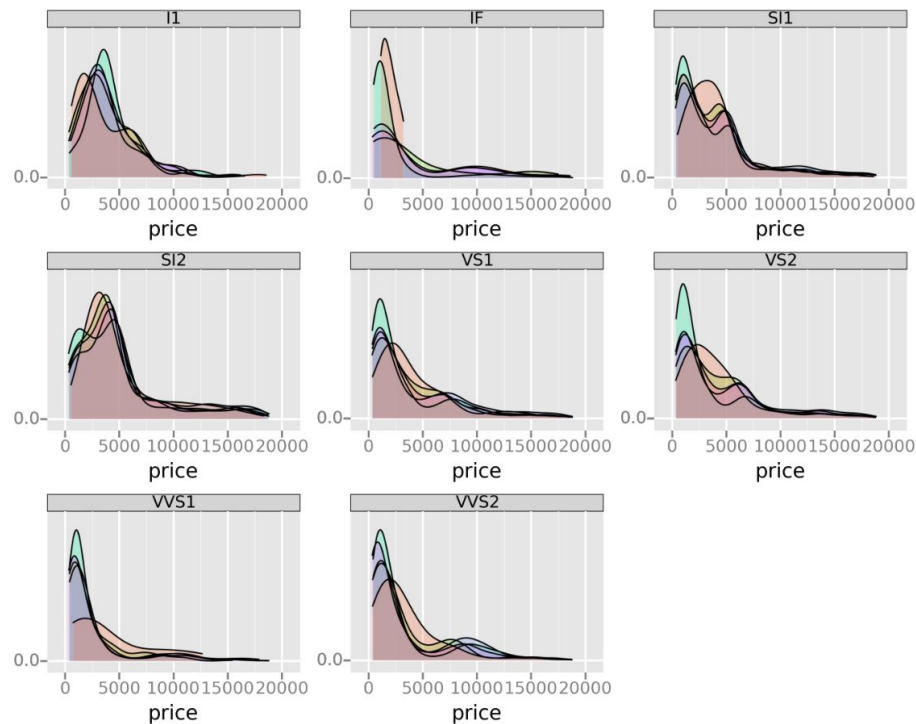 I1 IF SI1
0.0 0.0 0.0
0 5000 10000 15000 20000 0 5000 10000 15000 20000 0 5000 10000 15000 20000
price price price
SI2 VS1 VS2
0.0 0.0 0.0
0 5000 10000 15000 20000 0 5000 10000 15000 20000 0 5000 10000 15000 20000
price price price
VVS1 VVS2
0.0 0.0
0 5000 10000 15000 20000 0 5000 10000 15000 20000
price price